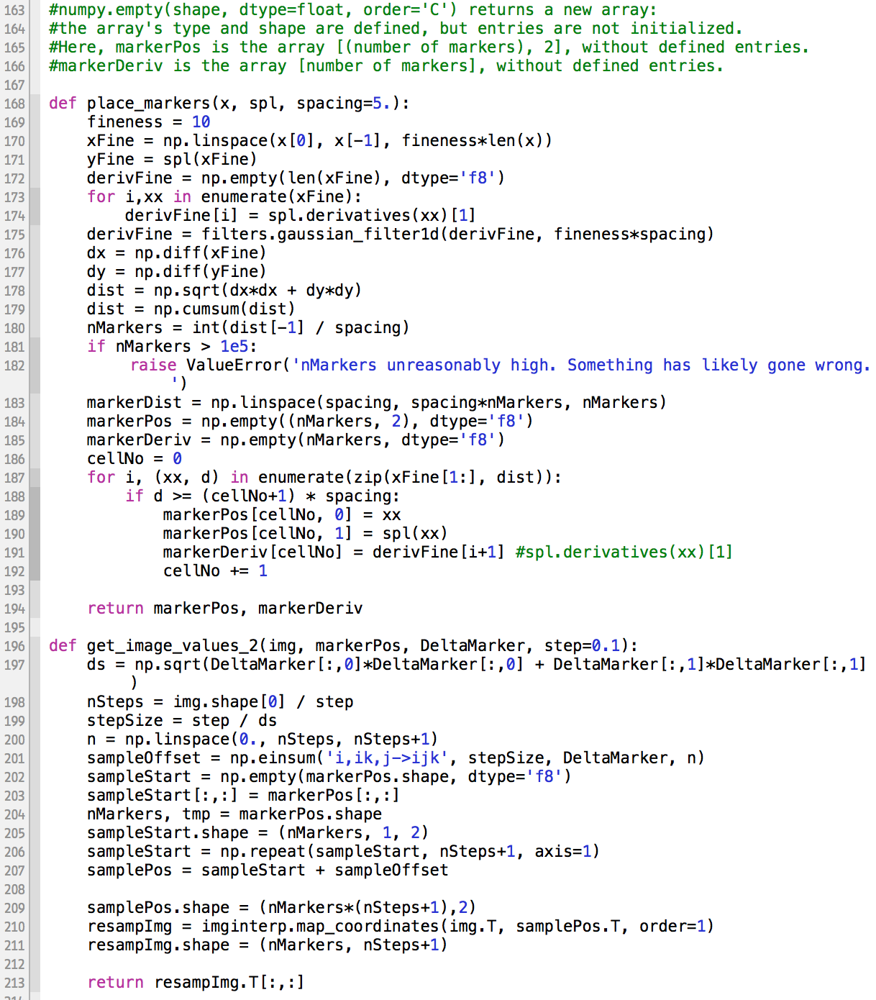 163 #numpy.empty(shape, dtype=float, order='C') returns a new array:
164 #the array's type and shape are defined, but entries are not initialized.
165 #Here, markerPos is the array [(number of markers), 2], without defined entries.
166 #markerDeriv is the array [number of markers], without defined entries.
167
168 def place_markers(x, spl, spacing=5.):
169     fineness = 10
170     xFine = np.linspace(x[0], x[-1], fineness*len(x))
171     yFine = spl(xFine)
172     derivFine = np.empty(len(xFine), dtype='f8')
173     for i,xx in enumerate(xFine):
174         derivFine[i] = spl.derivatives(xx)[1]
175     derivFine = filters.gaussian_filter1d(derivFine, fineness*spacing)
176     dx = np.diff(xFine)
177     dy = np.diff(yFine)
178     dist = np.sqrt(dx*dx + dy*dy)
179     dist = np.cumsum(dist)
180     nMarkers = int(dist[-1] / spacing)
181     if nMarkers > 1e5:
182         raise ValueError('nMarkers unreasonably high. Something has likely gone wrong.
')
183     markerDist = np.linspace(spacing, spacing*nMarkers, nMarkers)
184     markerPos = np.empty((nMarkers, 2), dtype='f8')
185     markerDeriv = np.empty(nMarkers, dtype='f8')
186     cellNo = 0
187     for i, (xx, d) in enumerate(zip(xFine[1:], dist)):
188         if d >= (cellNo+1) * spacing:
189             markerPos[cellNo, 0] = xx
190             markerPos[cellNo, 1] = spl(xx)
191             markerDeriv[cellNo] = derivFine[i+1] #spl.derivatives(xx)[1]
192             cellNo += 1
193
194     return markerPos, markerDeriv
195
196 def get_image_values_2(img, markerPos, DeltaMarker, step=0.1):
197     ds = np.sqrt(DeltaMarker[:,0]*DeltaMarker[:,0] + DeltaMarker[:,1]*DeltaMarker[:,1]
)
198     nSteps = img.shape[0] / step
199     stepSize = step / ds
200     n = np.linspace(0., nSteps, nSteps+1)
201     sampleOffset = np.einsum('i,ik,j->ijk', stepSize, DeltaMarker, n)
202     sampleStart = np.empty(markerPos.shape, dtype='f8')
203     sampleStart[:,:] = markerPos[:,:]
204     nMarkers, tmp = markerPos.shape
205     sampleStart.shape = (nMarkers, 1, 2)
206     sampleStart = np.repeat(sampleStart, nSteps+1, axis=1)
207     samplePos = sampleStart + sampleOffset
208
209     samplePos.shape = (nMarkers*(nSteps+1),2)
210     resampImg = imginterp.map_coordinates(img.T, samplePos.T, order=1)
211     resampImg.shape = (nMarkers, nSteps+1)
212
213     return resampImg.T[:,:]